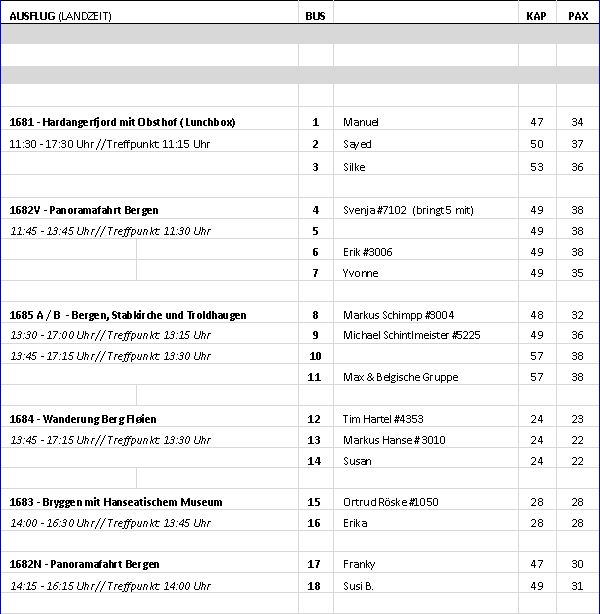 AUSFLUG (LANDZEIT) BUS KAP PAX
1681 - Hardangerfjord mit Obsthof ( Lunchbox) 1 Manuel 47 34
11:30 - 17:30 Uhr // Treffpunkt: 11:15 Uhr 2 Sayed 50 37
3 Silke 53 36
1682V - Panoramafahrt Bergen 4 Svenja #7102 (bringt 5 mit) 49 38
11:45 - 13:45 Uhr // Treffpunkt: 11:30 Uhr 5 49 38
6 Erik #3006 49 38
7 Yvonne 49 35
1685 A / B - Bergen, Stabkirche und Troldhaugen 8 Markus Schimpp #3004 48 32
13:30 - 17:00 Uhr // Treffpunkt: 13:15 Uhr 9 Michael Schintlmeister #5225 49 36
13:45 - 17:15 Uhr // Treffpunkt: 13:30 Uhr 10 57 38
11 Max & Belgische Gruppe 57 38
1684 - Wanderung Berg Fløien 12 Tim Hartel #4353 24 23
13:45 - 17:15 Uhr // Treffpunkt: 13:30 Uhr 13 Markus Hanse # 3010 24 22
14 Susan 24 22
1683 - Bryggen mit Hanseatischem Museum 15 Ortrud Röske #1050 28 28
14:00 - 16:30 Uhr // Treffpunkt: 13:45 Uhr 16 Erika 28 28
1682N - Panoramafahrt Bergen 17 Franky 47 30
14:15 - 16:15 Uhr // Treffpunkt: 14:00 Uhr 18 Susi B. 49 31